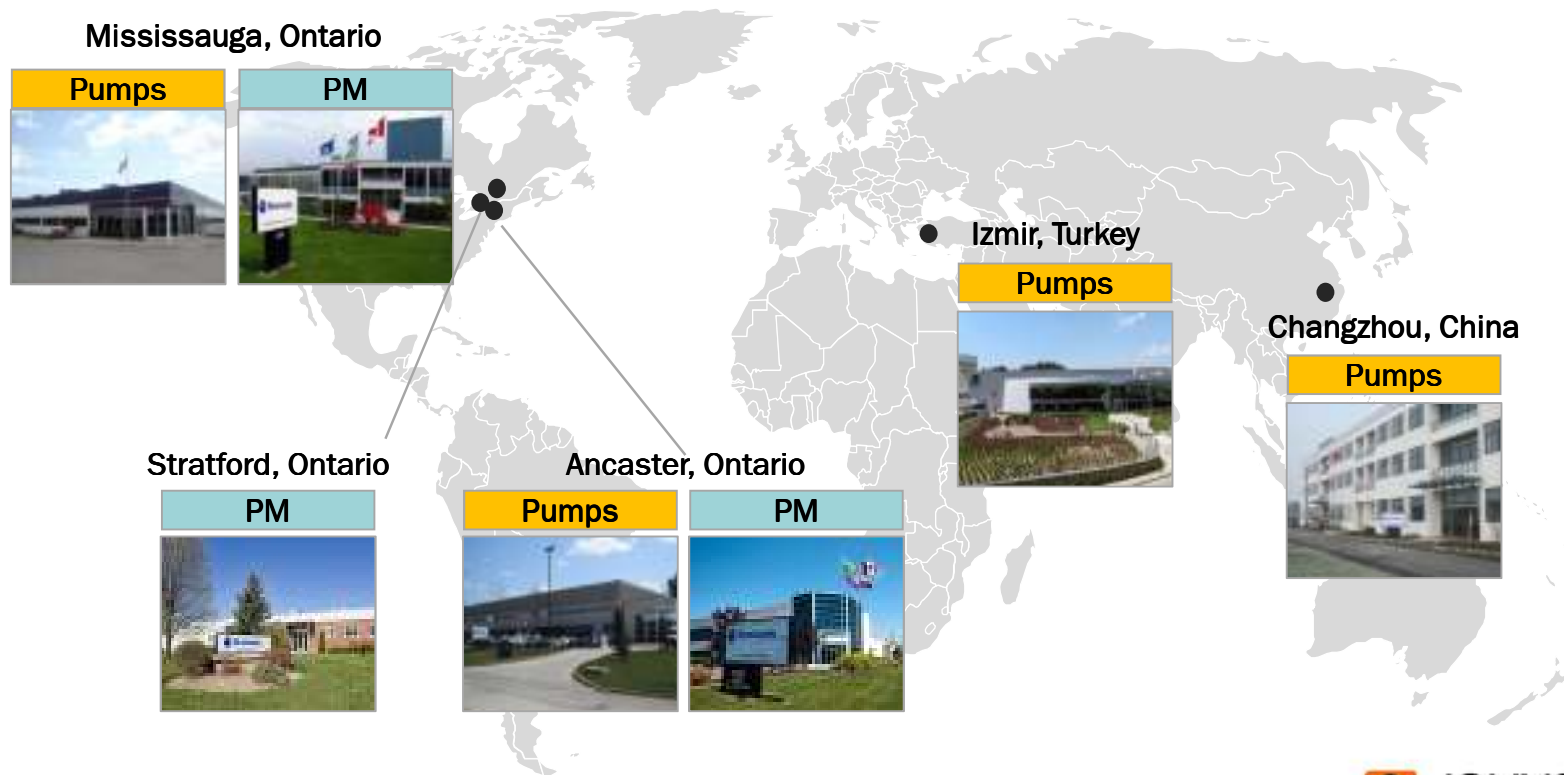 Mississauga, Ontario
Pumps
PM
Izmir, Turkey
Pumps
Changzhou, China
Pumps
Stratford, Ontario
PM
Ancaster, Ontario
Pumps
PM